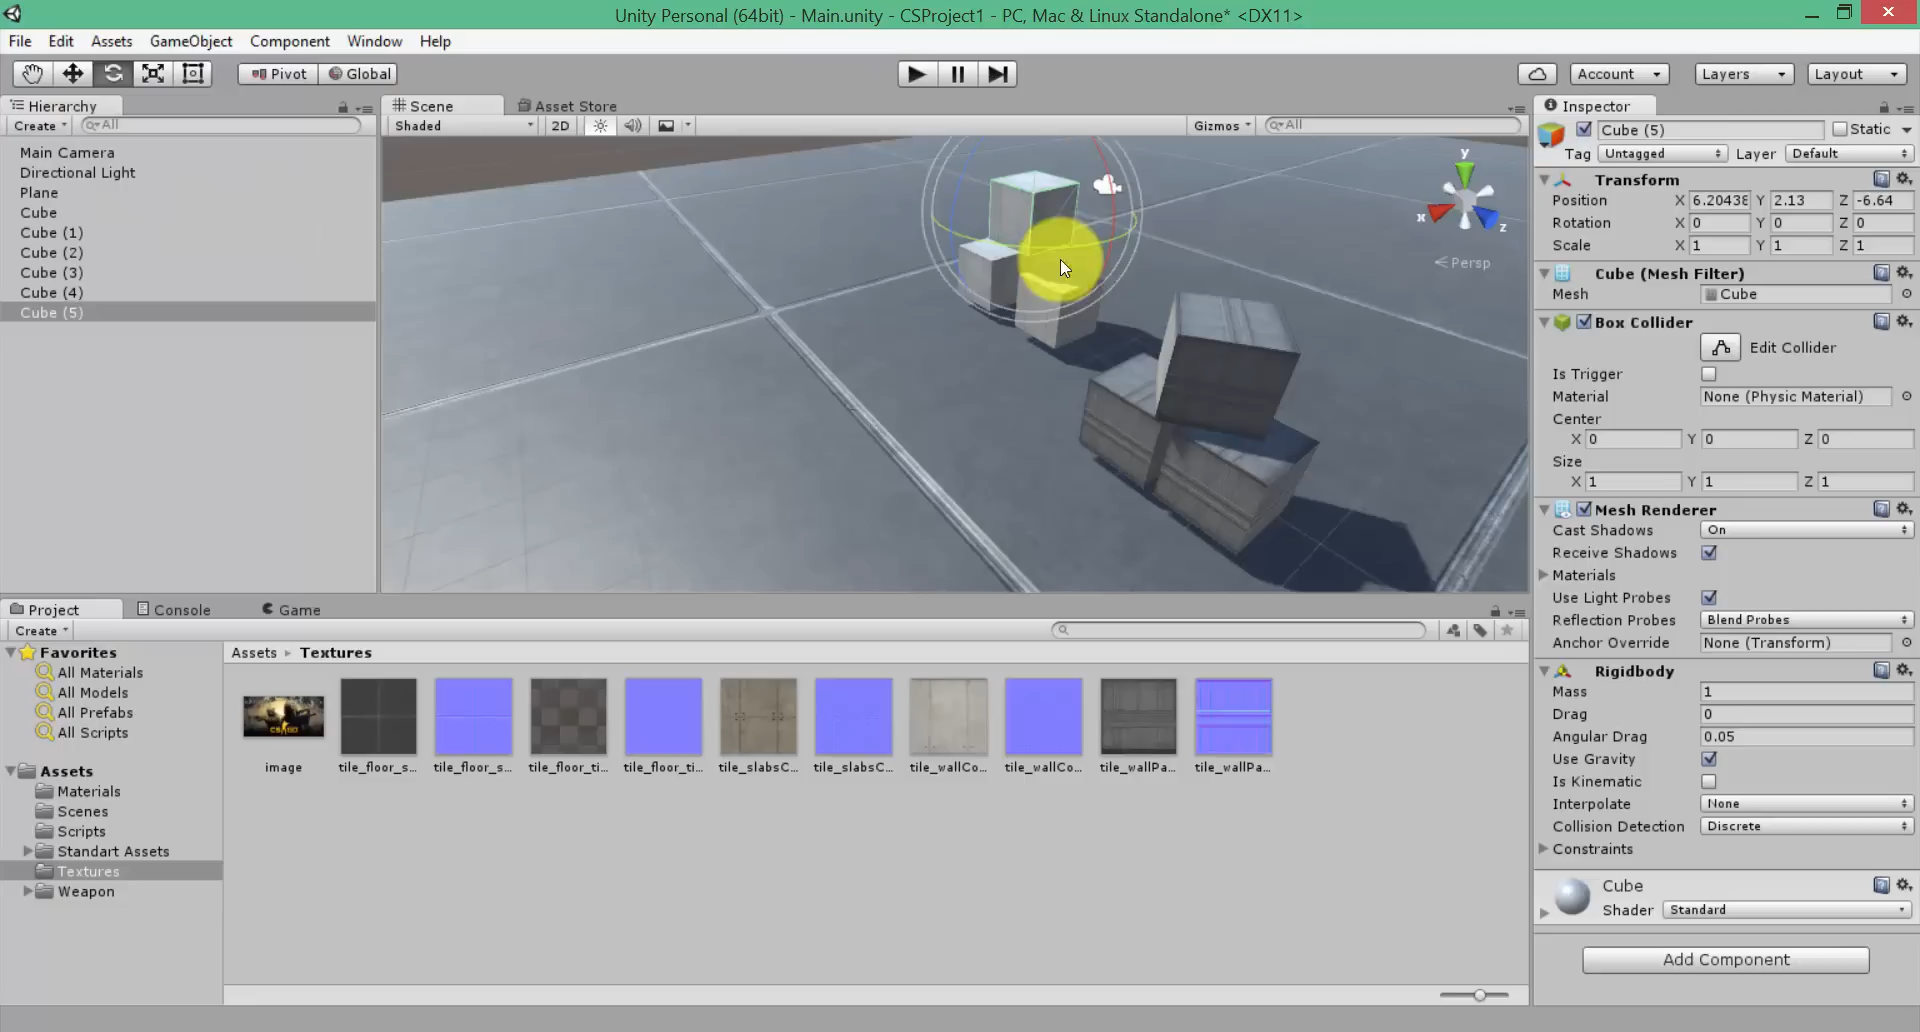 Unity Personal (64bit) - Main.unity - CSProject1 - PC, Mac & Linux Standalone* <DX11>
File Edit Assets GameObject Component Window Help
Pivot Global Account Layers Layout
Hierarchy
Create All
Main Camera
Directional Light
Plane
Cube
Cube (1)
Cube (2)
Cube (3)
Cube (4)
Cube (5)
Scene Asset Store
Shaded 2D Gizmos All
y
x
z
Persp
Inspector
Cube (5) Static
Tag Untagged Layer Default
Transform
Position X 6.20438 Y 2.13 Z -6.64
Rotation X 0 Y 0 Z 0
Scale X 1 Y 1 Z 1
Cube (Mesh Filter)
Mesh Cube
Box Collider
Edit Collider
Is Trigger
Material None (Physic Material)
Center
X 0 Y 0 Z 0
Size
X 1 Y 1 Z 1
Mesh Renderer
Cast Shadows On
Receive Shadows
Materials
Use Light Probes
Reflection Probes Blend Probes
Anchor Override None (Transform)
Rigidbody
Mass 1
Drag 0
Angular Drag 0.05
Use Gravity
Is Kinematic
Interpolate None
Collision Detection Discrete
Constraints
Cube
Shader Standard
Add Component
Project Console Game
Create
Favorites
All Materials
All Models
All Prefabs
All Scripts
Assets
Materials
Scenes
Scripts
Standart Assets
Textures
Weapon
Assets Textures
image tile_floor_s... tile_floor_s... tile_floor_ti... tile_floor_ti... tile_slabsC... tile_slabsC... tile_wallCo... tile_wallCo... tile_wallPa... tile_wallPa...